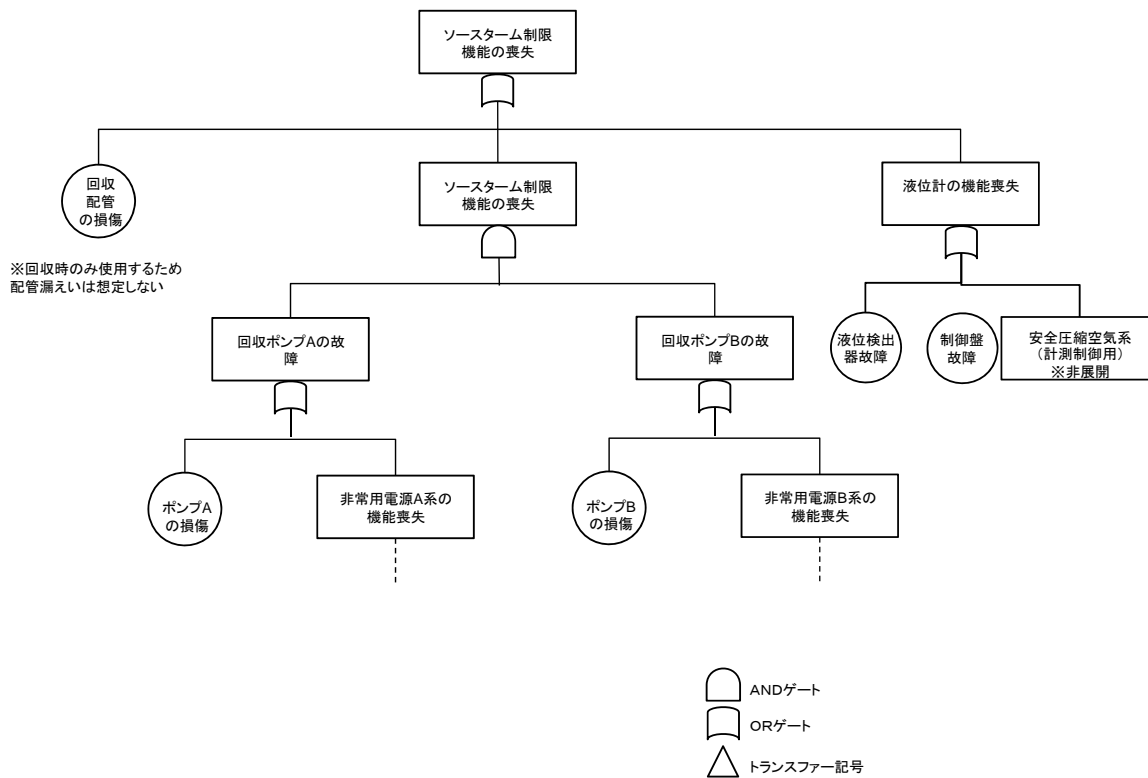 ソースターム制限
機能の喪失
回収
配管
の損傷
ソースターム制限
機能の喪失
液位計の機能喪失
※回収時のみ使用するため
配管漏えいは想定しない
回収ポンプAの故
障
回収ポンプBの故
障
液位検出
器故障
制御盤
故障
安全圧縮空気系
(計測制御用)
※非展開
ポンプA
の損傷
非常用電源A系の
機能喪失
ポンプB
の損傷
非常用電源B系の
機能喪失
ANDゲート
ORゲート
トランスファー記号